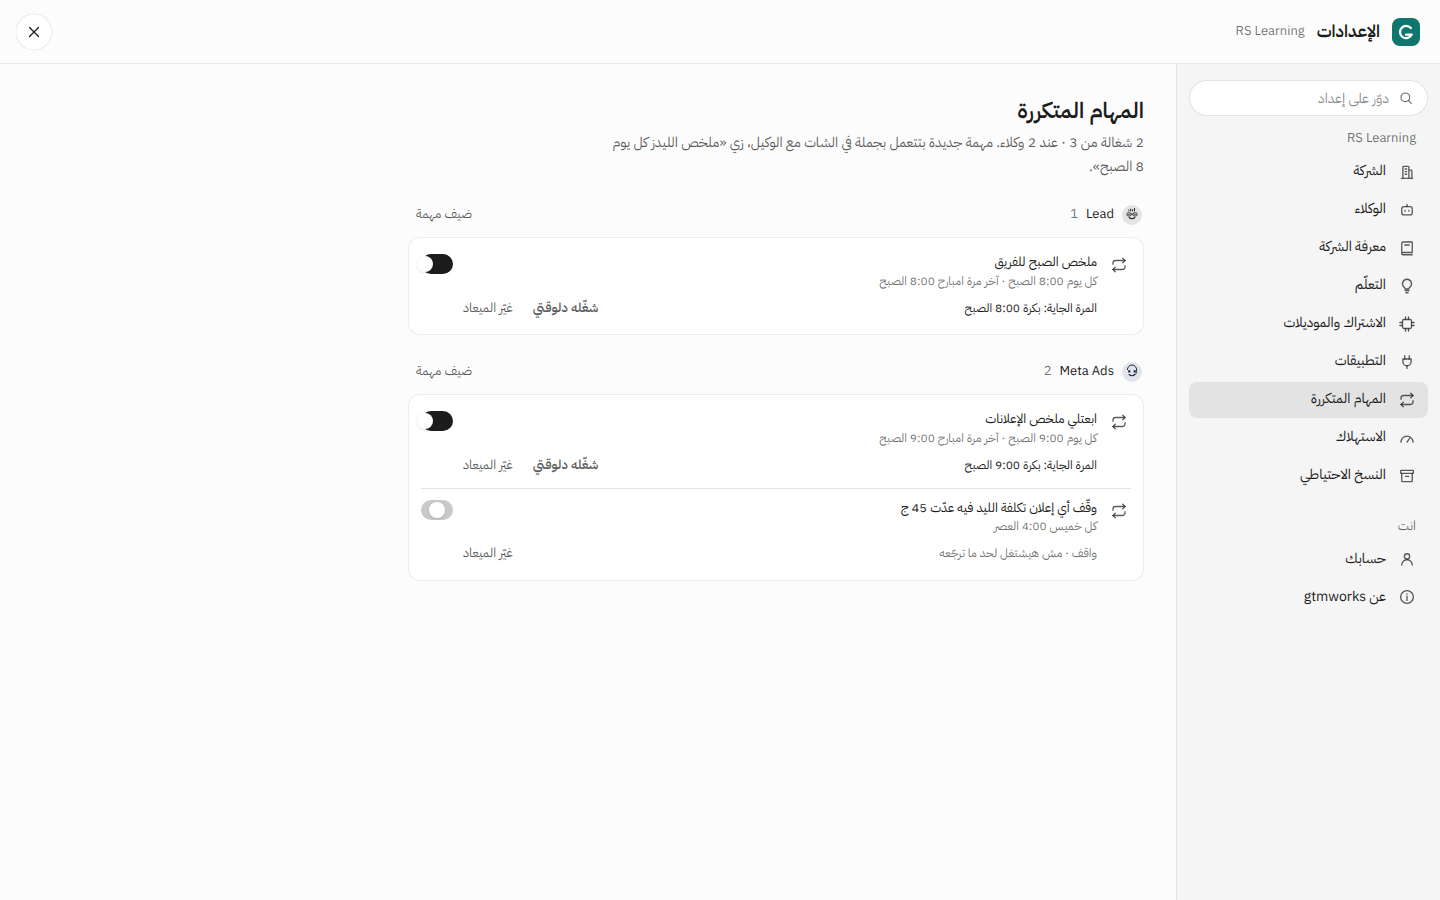 الإعدادات RS Learning
دوّر على إعداد
RS Learning
الشركة
الوكلاء
معرفة الشركة
التعلّم
الاشتراك والموديلات
التطبيقات
المهام المتكررة
الاستهلاك
النسخ الاحتياطي
انت
حسابك
عن gtmworks
المهام المتكررة
2 شغالة من 3 · عند 2 وكلاء. مهمة جديدة بتتعمل بجملة في الشات مع الوكيل، زي «ملخص الليدز كل يوم
8 الصبح».
Lead 1 ضيف مهمة
ملخص الصبح للفريق
كل يوم 8:00 الصبح · آخر مرة امبارح 8:00 الصبح
المرة الجاية: بكرة 8:00 الصبح شغّله دلوقتي غيّر الميعاد
Meta Ads 2 ضيف مهمة
ابعتلي ملخص الإعلانات
كل يوم 9:00 الصبح · آخر مرة امبارح 9:00 الصبح
المرة الجاية: بكرة 9:00 الصبح شغّله دلوقتي غيّر الميعاد
وقّف أي إعلان تكلفة الليد فيه عدّت 45 ج
كل خميس 4:00 العصر
واقف · مش هيشتغل لحد ما ترجّعه غيّر الميعاد